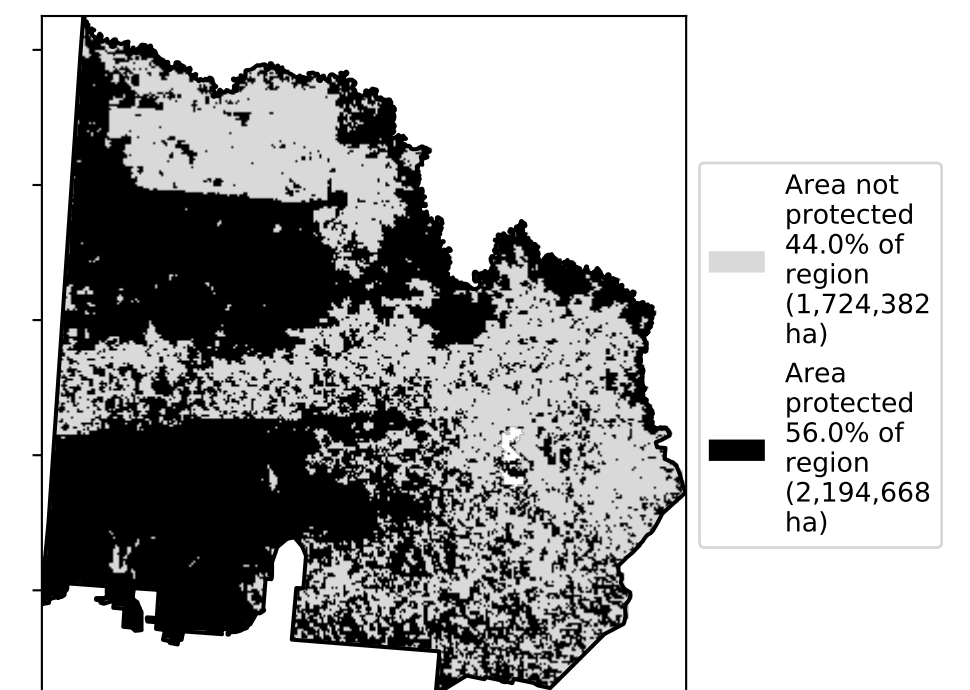 Area not
protected
44.0% of
region
(1,724,382
ha)
Area
protected
56.0% of
region
(2,194,668
ha)